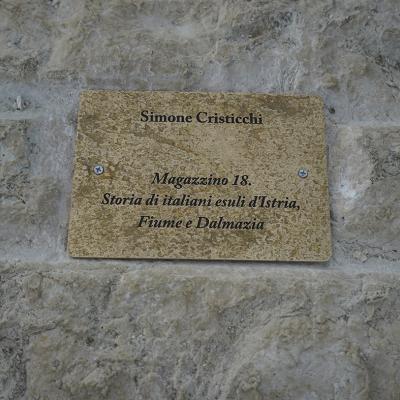 Simone Cristicchi
Magazzino 18.
Storia di italiani esuli d'Istria,
Fiume e Dalmazia